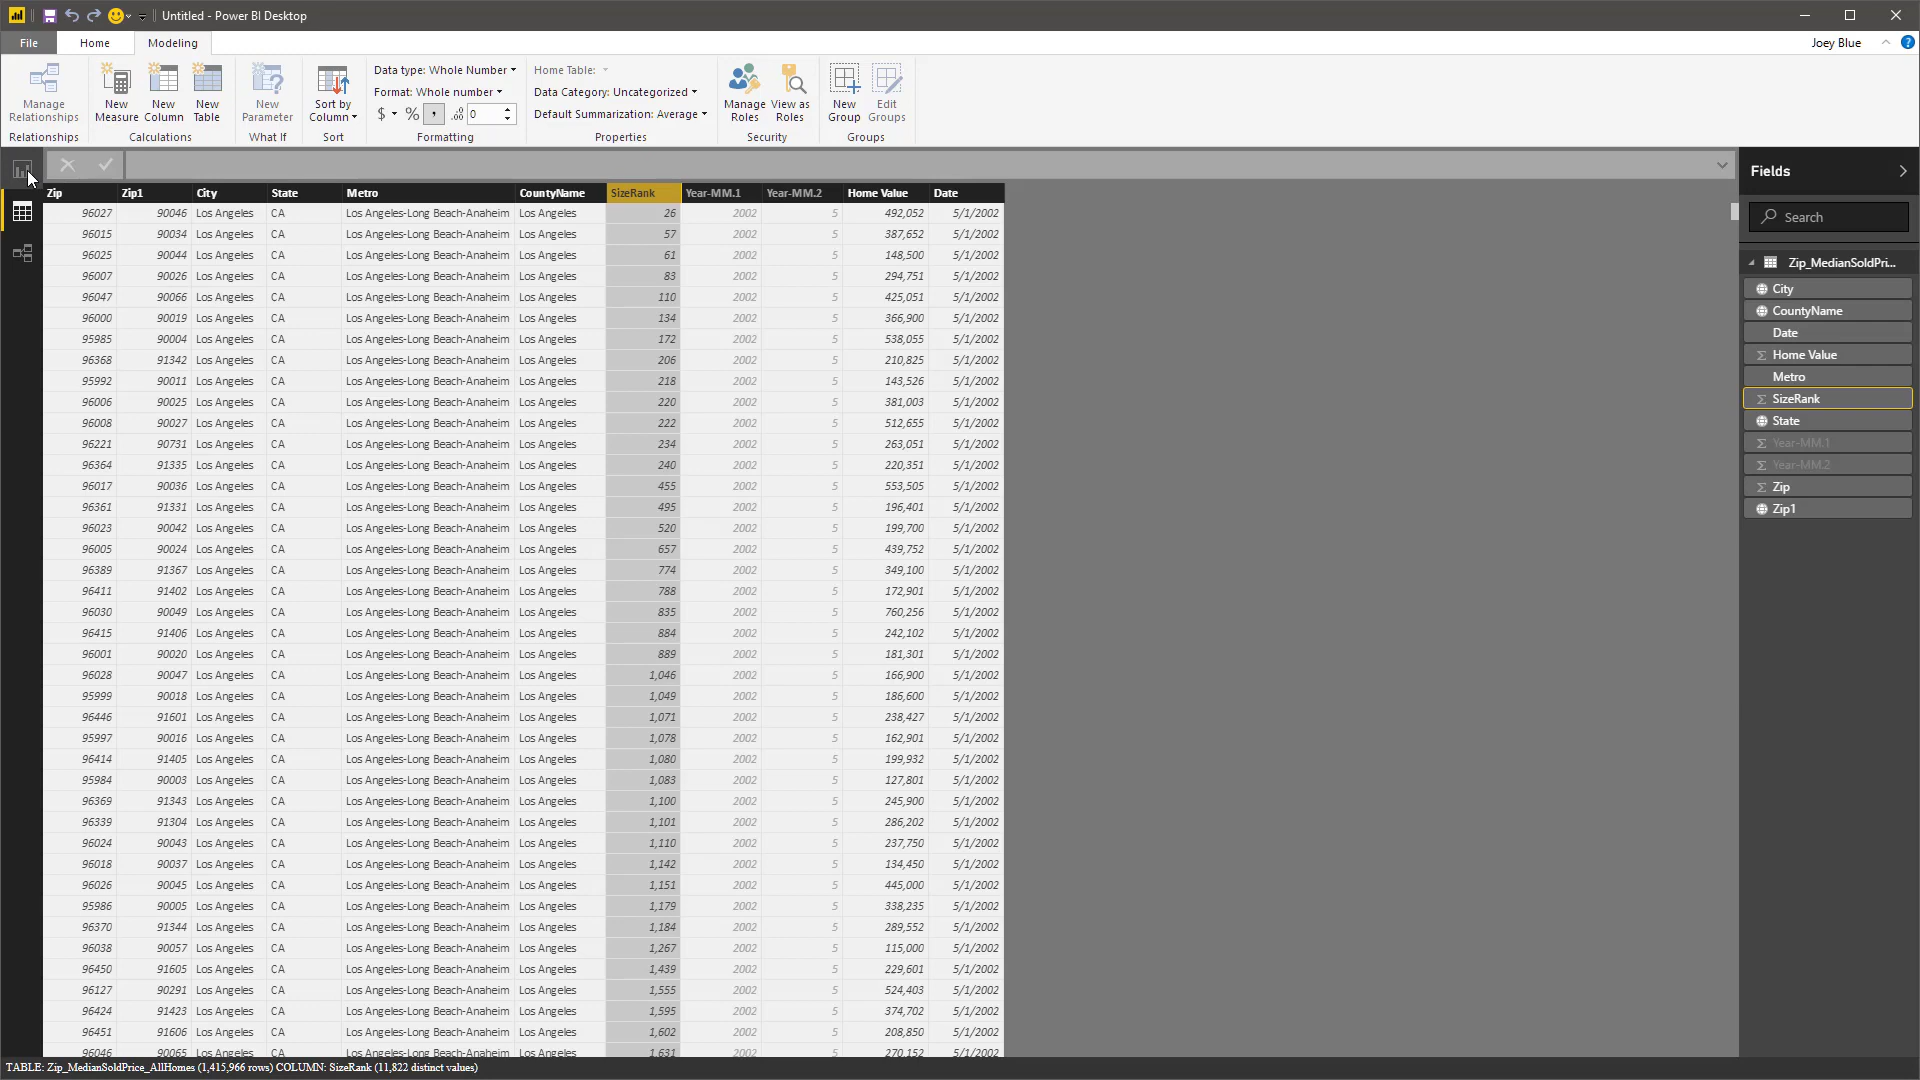 Untitled - Power BI Desktop
File Home Modeling Joey Blue
Manage Relationships
New Measure
New Column
New Table
New Parameter
Sort by Column
Data type: Whole Number
Format: Whole number
$ % , .00 0
Home Table:
Data Category: Uncategorized
Default Summarization: Average
Manage Roles
View as Roles
New Group
Edit Groups
Relationships Calculations What If Sort Formatting Properties Security Groups
Zip Zip1 City State Metro CountyName SizeRank Year-MM.1 Year-MM.2 Home Value Date
96027 90046 Los Angeles CA Los Angeles-Long Beach-Anaheim Los Angeles 26 2002 5 492,052 5/1/2002
96015 90034 Los Angeles CA Los Angeles-Long Beach-Anaheim Los Angeles 57 2002 5 387,652 5/1/2002
96025 90044 Los Angeles CA Los Angeles-Long Beach-Anaheim Los Angeles 61 2002 5 148,500 5/1/2002
96007 90026 Los Angeles CA Los Angeles-Long Beach-Anaheim Los Angeles 83 2002 5 294,751 5/1/2002
96047 90066 Los Angeles CA Los Angeles-Long Beach-Anaheim Los Angeles 110 2002 5 425,051 5/1/2002
96000 90019 Los Angeles CA Los Angeles-Long Beach-Anaheim Los Angeles 134 2002 5 366,900 5/1/2002
95985 90004 Los Angeles CA Los Angeles-Long Beach-Anaheim Los Angeles 172 2002 5 538,055 5/1/2002
96368 91342 Los Angeles CA Los Angeles-Long Beach-Anaheim Los Angeles 206 2002 5 210,825 5/1/2002
95992 90011 Los Angeles CA Los Angeles-Long Beach-Anaheim Los Angeles 218 2002 5 143,526 5/1/2002
96006 90025 Los Angeles CA Los Angeles-Long Beach-Anaheim Los Angeles 220 2002 5 381,003 5/1/2002
96008 90027 Los Angeles CA Los Angeles-Long Beach-Anaheim Los Angeles 222 2002 5 512,655 5/1/2002
96221 90731 Los Angeles CA Los Angeles-Long Beach-Anaheim Los Angeles 234 2002 5 263,051 5/1/2002
96364 91335 Los Angeles CA Los Angeles-Long Beach-Anaheim Los Angeles 240 2002 5 220,351 5/1/2002
96017 90036 Los Angeles CA Los Angeles-Long Beach-Anaheim Los Angeles 455 2002 5 553,505 5/1/2002
96361 91331 Los Angeles CA Los Angeles-Long Beach-Anaheim Los Angeles 495 2002 5 196,401 5/1/2002
96023 90042 Los Angeles CA Los Angeles-Long Beach-Anaheim Los Angeles 520 2002 5 199,700 5/1/2002
96005 90024 Los Angeles CA Los Angeles-Long Beach-Anaheim Los Angeles 657 2002 5 439,752 5/1/2002
96389 91367 Los Angeles CA Los Angeles-Long Beach-Anaheim Los Angeles 774 2002 5 349,100 5/1/2002
96411 91402 Los Angeles CA Los Angeles-Long Beach-Anaheim Los Angeles 788 2002 5 172,901 5/1/2002
96030 90049 Los Angeles CA Los Angeles-Long Beach-Anaheim Los Angeles 835 2002 5 760,256 5/1/2002
96415 91406 Los Angeles CA Los Angeles-Long Beach-Anaheim Los Angeles 884 2002 5 242,102 5/1/2002
96001 90020 Los Angeles CA Los Angeles-Long Beach-Anaheim Los Angeles 889 2002 5 181,301 5/1/2002
96028 90047 Los Angeles CA Los Angeles-Long Beach-Anaheim Los Angeles 1,046 2002 5 166,900 5/1/2002
95999 90018 Los Angeles CA Los Angeles-Long Beach-Anaheim Los Angeles 1,049 2002 5 186,600 5/1/2002
96446 91601 Los Angeles CA Los Angeles-Long Beach-Anaheim Los Angeles 1,071 2002 5 238,427 5/1/2002
95997 90016 Los Angeles CA Los Angeles-Long Beach-Anaheim Los Angeles 1,078 2002 5 162,901 5/1/2002
96414 91405 Los Angeles CA Los Angeles-Long Beach-Anaheim Los Angeles 1,080 2002 5 199,932 5/1/2002
95984 90003 Los Angeles CA Los Angeles-Long Beach-Anaheim Los Angeles 1,083 2002 5 127,801 5/1/2002
96369 91343 Los Angeles CA Los Angeles-Long Beach-Anaheim Los Angeles 1,100 2002 5 245,900 5/1/2002
96339 91304 Los Angeles CA Los Angeles-Long Beach-Anaheim Los Angeles 1,101 2002 5 286,202 5/1/2002
96024 90043 Los Angeles CA Los Angeles-Long Beach-Anaheim Los Angeles 1,110 2002 5 237,750 5/1/2002
96018 90037 Los Angeles CA Los Angeles-Long Beach-Anaheim Los Angeles 1,142 2002 5 134,450 5/1/2002
96026 90045 Los Angeles CA Los Angeles-Long Beach-Anaheim Los Angeles 1,151 2002 5 445,000 5/1/2002
95986 90005 Los Angeles CA Los Angeles-Long Beach-Anaheim Los Angeles 1,179 2002 5 338,235 5/1/2002
96370 91344 Los Angeles CA Los Angeles-Long Beach-Anaheim Los Angeles 1,184 2002 5 289,552 5/1/2002
96038 90057 Los Angeles CA Los Angeles-Long Beach-Anaheim Los Angeles 1,267 2002 5 115,000 5/1/2002
96450 91605 Los Angeles CA Los Angeles-Long Beach-Anaheim Los Angeles 1,439 2002 5 229,601 5/1/2002
96127 90291 Los Angeles CA Los Angeles-Long Beach-Anaheim Los Angeles 1,555 2002 5 524,403 5/1/2002
96424 91423 Los Angeles CA Los Angeles-Long Beach-Anaheim Los Angeles 1,595 2002 5 374,702 5/1/2002
96451 91606 Los Angeles CA Los Angeles-Long Beach-Anaheim Los Angeles 1,602 2002 5 208,850 5/1/2002
96046 90065 Los Angeles CA Los Angeles-Long Beach-Anaheim Los Angeles 1,631 2002 5 270,152 5/1/2002
Fields
Search
Zip_MedianSoldPri...
City
CountyName
Date
Σ Home Value
Metro
Σ SizeRank
State
Σ Year-MM.1
Σ Year-MM.2
Σ Zip
Zip1
TABLE: Zip_MedianSoldPrice_AllHomes (1,415,966 rows) COLUMN: SizeRank (11,822 distinct values)